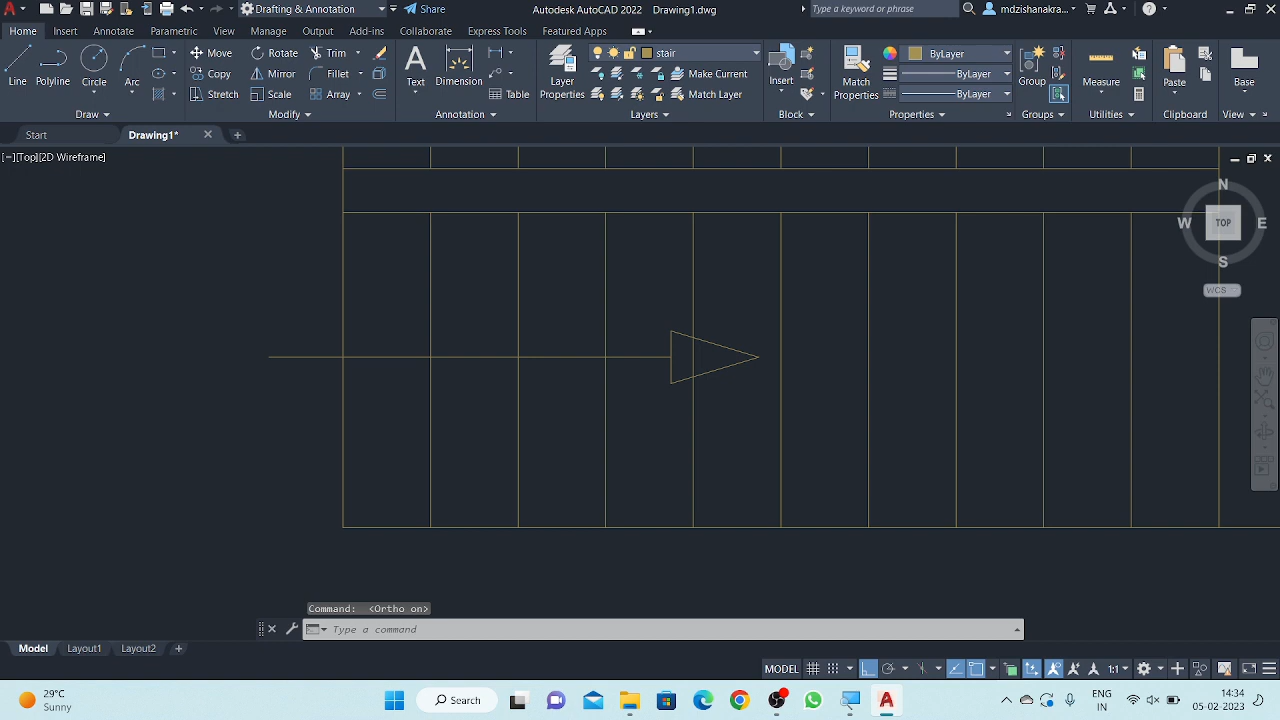 Drafting & Annotation
Share
Autodesk AutoCAD 2022 Drawing1.dwg
Type a keyword or phrase
mdzishanakra...
Home Insert Annotate Parametric View Manage Output Add-ins Collaborate Express Tools Featured Apps
Line Polyline Circle Arc
Move Rotate Trim
Copy Mirror Fillet
Stretch Scale Array
Text Dimension Table
Layer Properties
stair
Make Current
Match Layer
Insert
Match Properties
ByLayer
ByLayer
ByLayer
Group
Measure
Paste
Base
Draw Modify Annotation Layers Block Properties Groups Utilities Clipboard View
Start Drawing1*
[−][Top][2D Wireframe]
N
W TOP E
S
WCS
Command: <Ortho on>
Type a command
Model Layout1 Layout2
MODEL 1:1
29°C
Sunny
Search
ENG
IN
14:34
05-02-2023